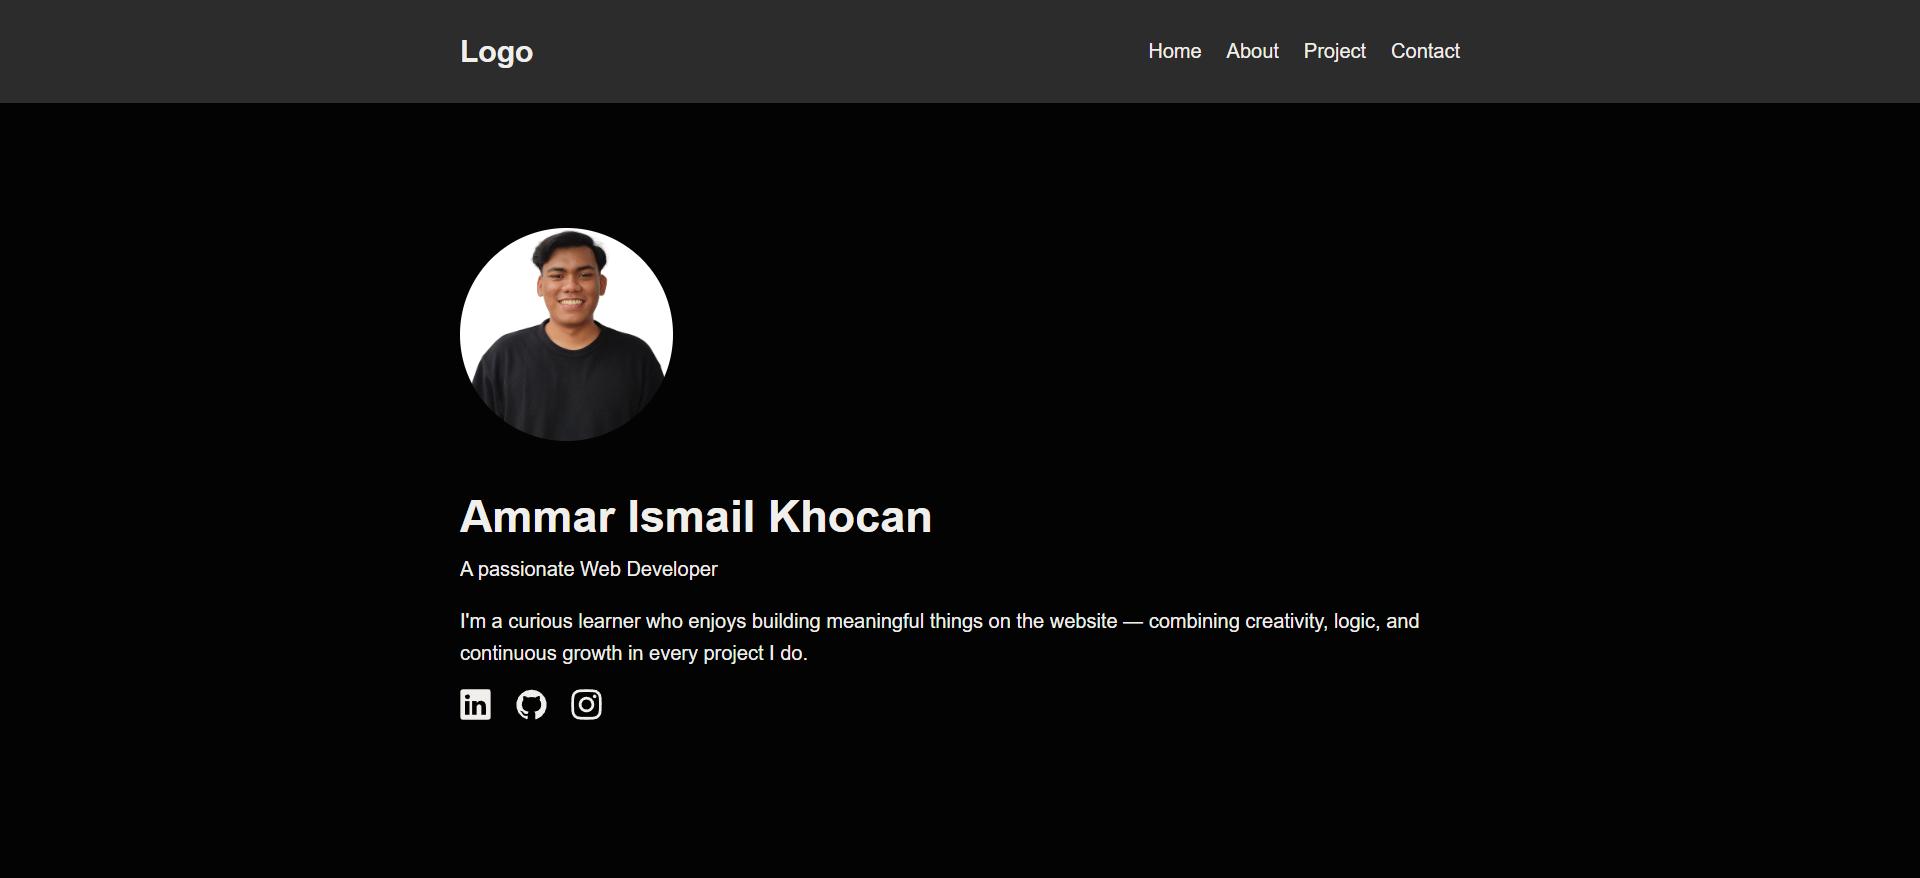 Logo
Home About Project Contact
Ammar Ismail Khocan
A passionate Web Developer
I'm a curious learner who enjoys building meaningful things on the website — combining creativity, logic, and
continuous growth in every project I do.
in